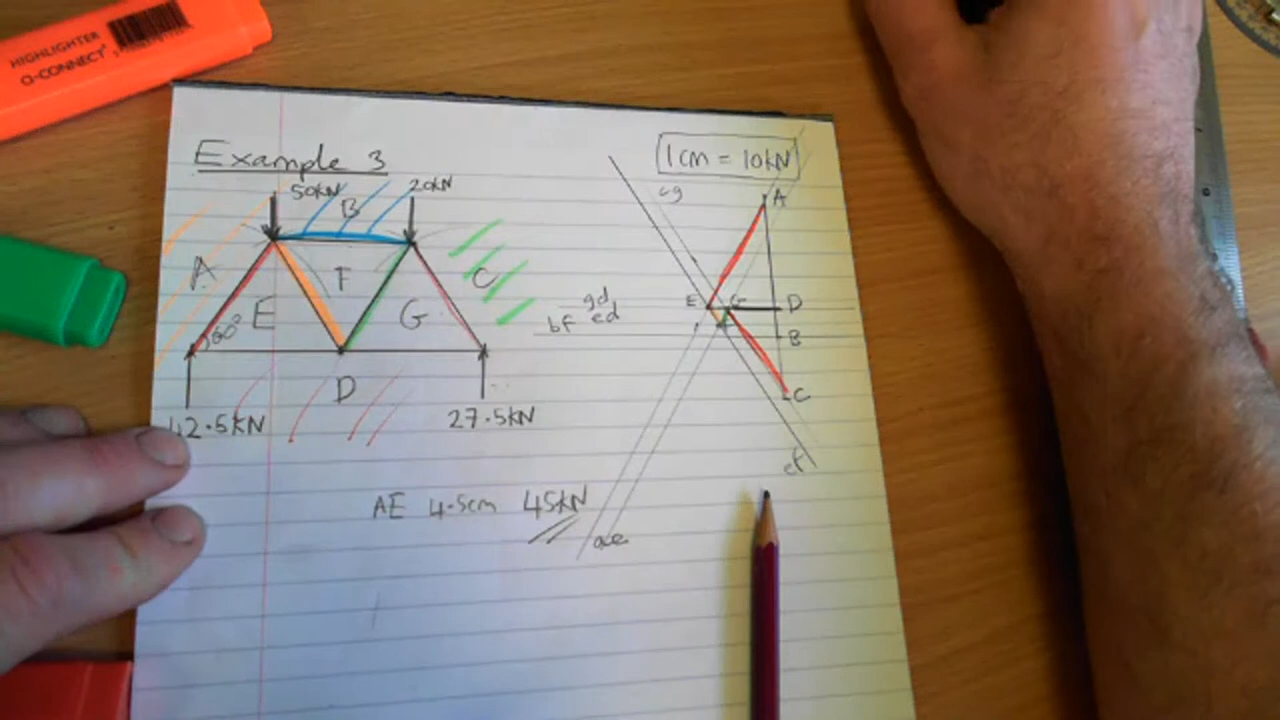 HIGHLIGHTER
Q-CONNECT
Example 3
1cm = 10kN
50kN
20kN
B
A
E
F
G
C
60°
D
42.5kN
27.5kN
cg
A
gd
bf ed
E
G
D
B
C
ef
AE 4.5cm 45kN
ae